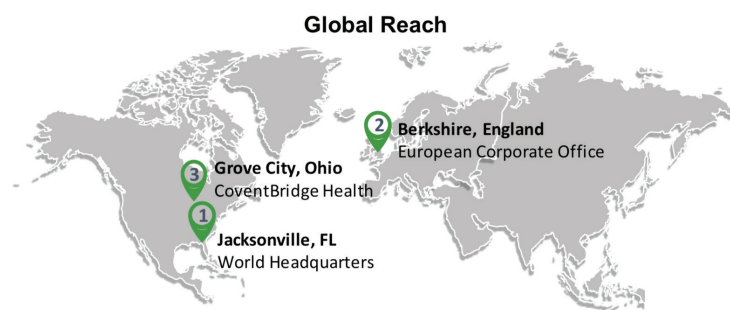 Global Reach
2
Berkshire, England
European Corporate Office
3
Grove City, Ohio
CoventBridge Health
1
Jacksonville, FL
World Headquarters